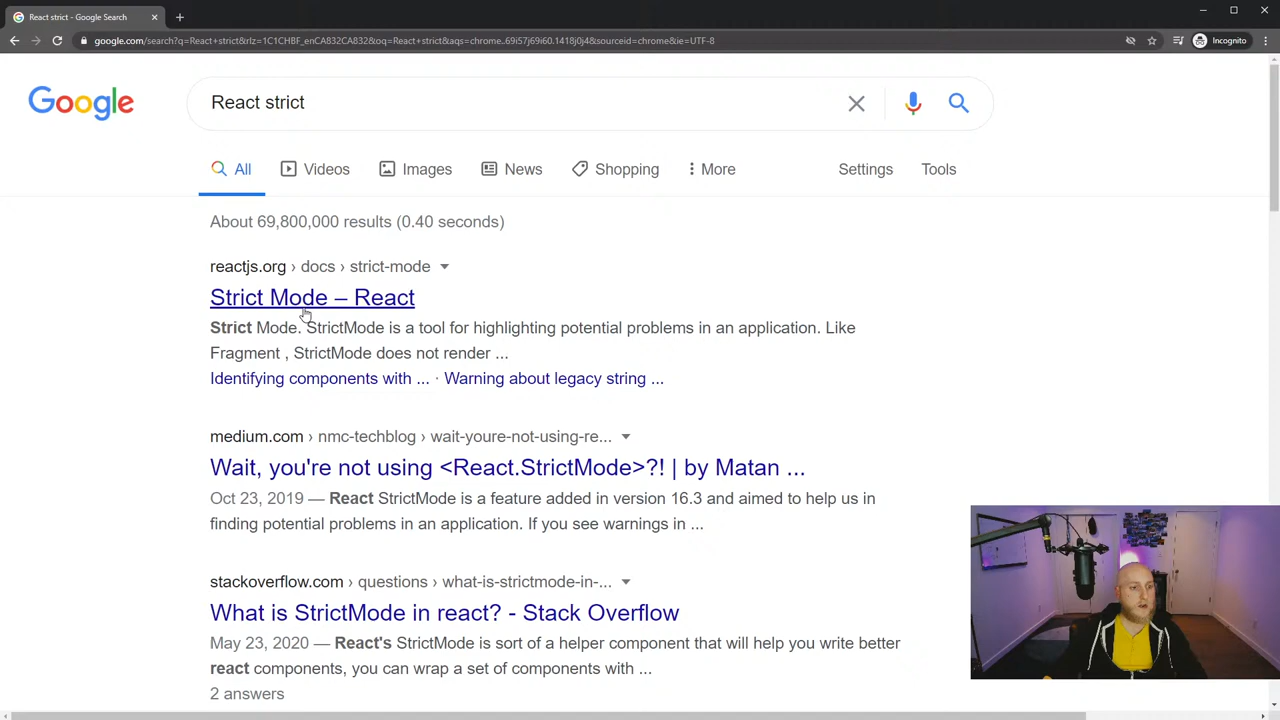 React strict - Google Search
google.com/search?q=React+strict&rlz=1C1CHBF_enCA832CA832&oq=React+strict&aqs=chrome..69i57j69i60.1418j0j4&sourceid=chrome&ie=UTF-8
Incognito
Google
React strict
All
Videos
Images
News
Shopping
More
Settings
Tools
About 69,800,000 results (0.40 seconds)
reactjs.org › docs › strict-mode
Strict Mode – React
Strict Mode. StrictMode is a tool for highlighting potential problems in an application. Like
Fragment , StrictMode does not render ...
Identifying components with ... · Warning about legacy string ...
medium.com › nmc-techblog › wait-youre-not-using-re...
Wait, you're not using <React.StrictMode>?! | by Matan ...
Oct 23, 2019 — React StrictMode is a feature added in version 16.3 and aimed to help us in
finding potential problems in an application. If you see warnings in ...
stackoverflow.com › questions › what-is-strictmode-in-...
What is StrictMode in react? - Stack Overflow
May 23, 2020 — React's StrictMode is sort of a helper component that will help you write better
react components, you can wrap a set of components with ...
2 answers